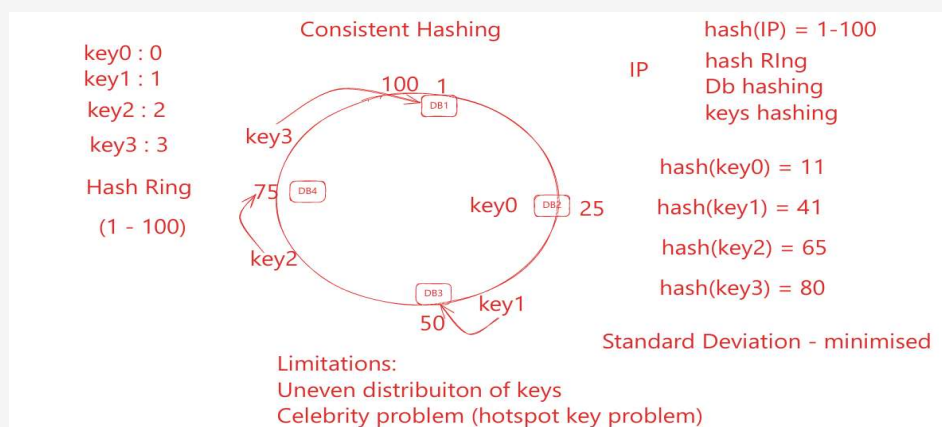 Consistent Hashing
key0 : 0
key1 : 1
key2 : 2
key3 : 3
Hash Ring
(1 - 100)
100
1
DB1
key3
75
DB4
key0
DB2
25
key2
DB3
key1
50
IP
hash(IP) = 1-100
hash RIng
Db hashing
keys hashing
hash(key0) = 11
hash(key1) = 41
hash(key2) = 65
hash(key3) = 80
Standard Deviation - minimised
Limitations:
Uneven distribuiton of keys
Celebrity problem (hotspot key problem)